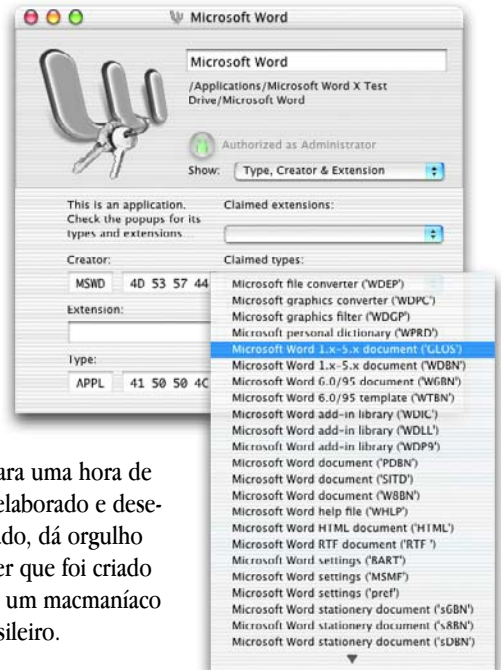 Microsoft Word
Microsoft Word
/Applications/Microsoft Word X Test
Drive/Microsoft Word
Authorized as Administrator
Show: Type, Creator & Extension
This is an application.
Check the popups for its
types and extensions...
Claimed extensions:
Creator:
MSWD 4D 53 57 44
Claimed types:
Extension:
Type:
APPL 41 50 50 4C
Microsoft file converter ('WDEP')
Microsoft graphics converter ('WDPC')
Microsoft graphics filter ('WDGP')
Microsoft personal dictionary ('WPRD')
Microsoft Word 1.x-5.x document ('GLOS')
Microsoft Word 1.x-5.x document ('WDBN')
Microsoft Word 6.0/95 document ('W6BN')
Microsoft Word 6.0/95 template ('WTBN')
Microsoft Word add-in library ('WDIC')
Microsoft Word add-in library ('WDLL')
Microsoft Word add-in library ('WDP9')
Microsoft Word document ('PDBN')
Microsoft Word document ('SITD')
Microsoft Word document ('W8BN')
Microsoft Word help file ('WHLP')
Microsoft Word HTML document ('HTML')
Microsoft Word RTF document ('RTF ')
Microsoft Word settings ('BART')
Microsoft Word settings ('MSMF')
Microsoft Word settings ('pref')
Microsoft Word stationery document ('s6BN')
Microsoft Word stationery document ('s8BN')
Microsoft Word stationery document ('sDBN')
ara uma hora de
elaborado e dese-
ado, dá orgulho
er que foi criado
um macmaníaco
sileiro.